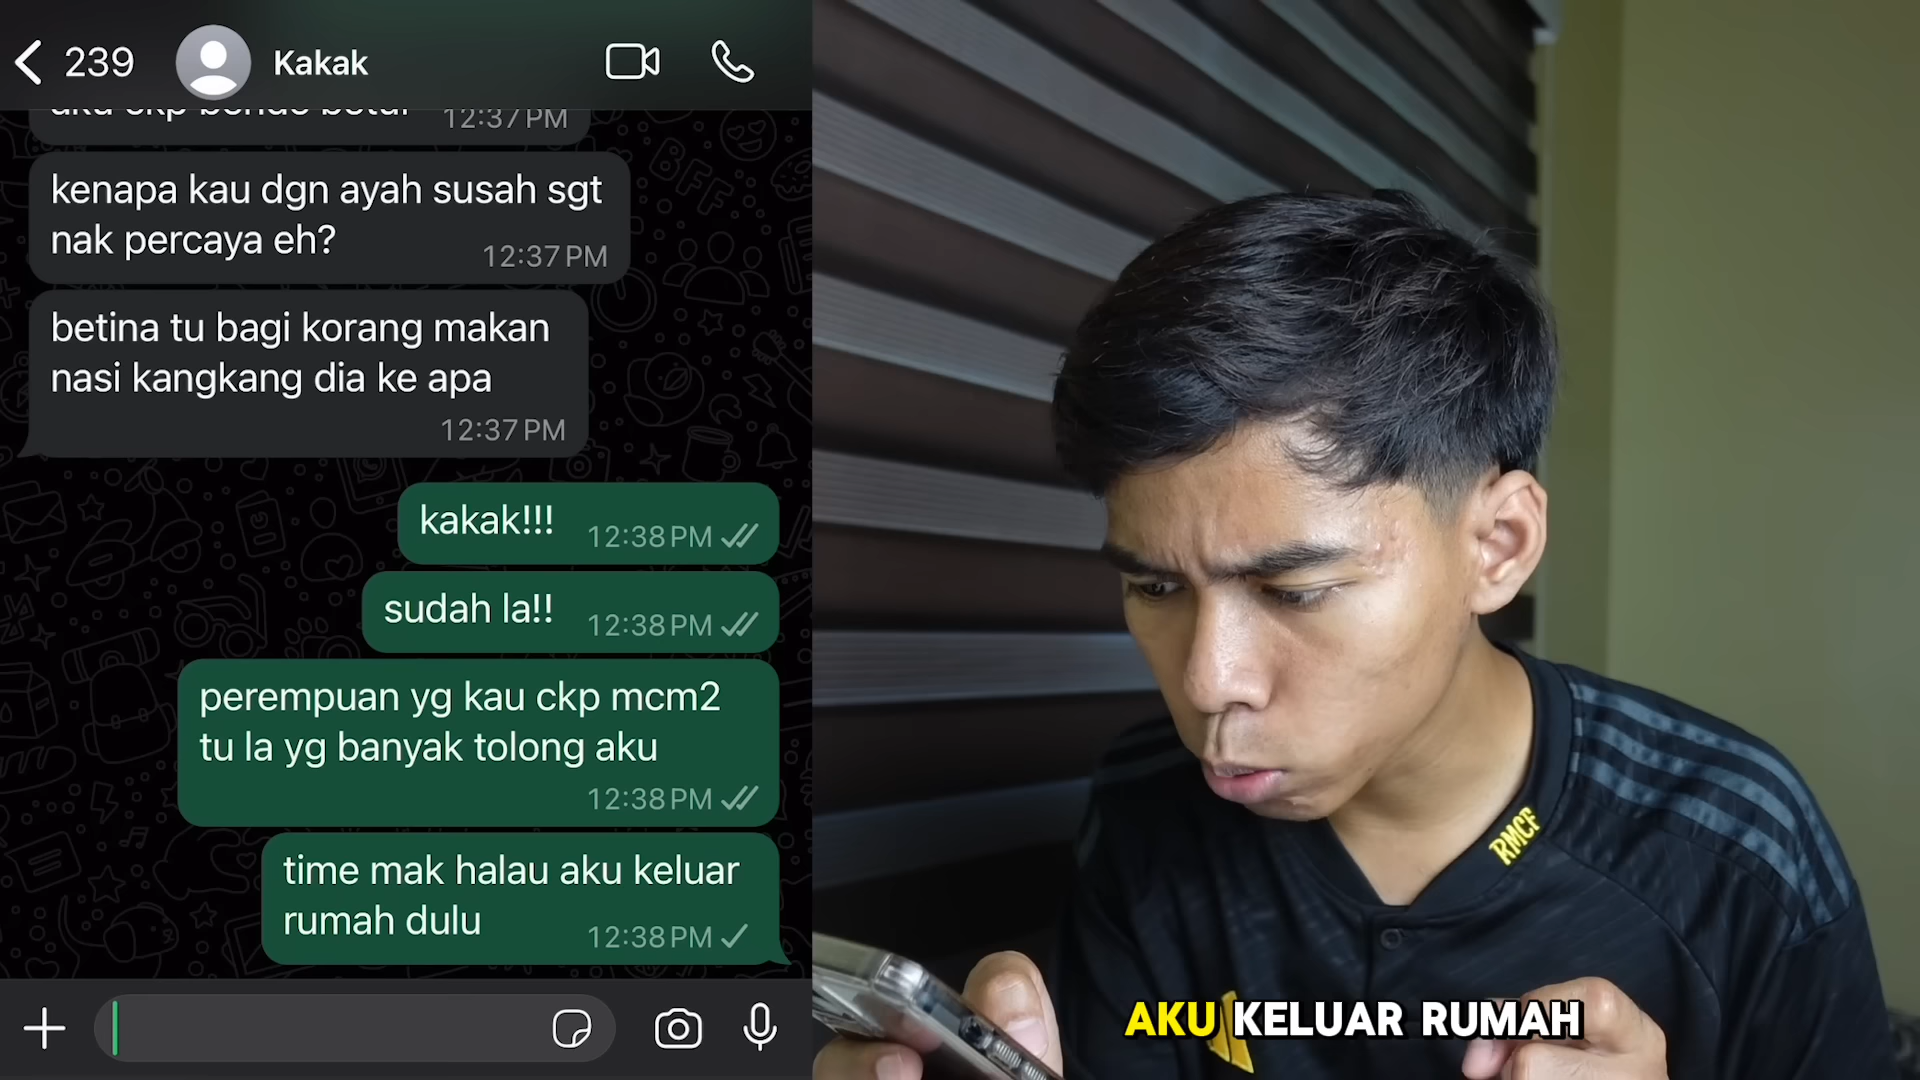 239
Kakak
12:37 PM
kenapa kau dgn ayah susah sgt
nak percaya eh?
12:37 PM
betina tu bagi korang makan
nasi kangkang dia ke apa
12:37 PM
kakak!!!
12:38 PM
sudah la!!
12:38 PM
perempuan yg kau ckp mcm2
tu la yg banyak tolong aku
12:38 PM
time mak halau aku keluar
rumah dulu
12:38 PM
RMCF
AKU KELUAR RUMAH